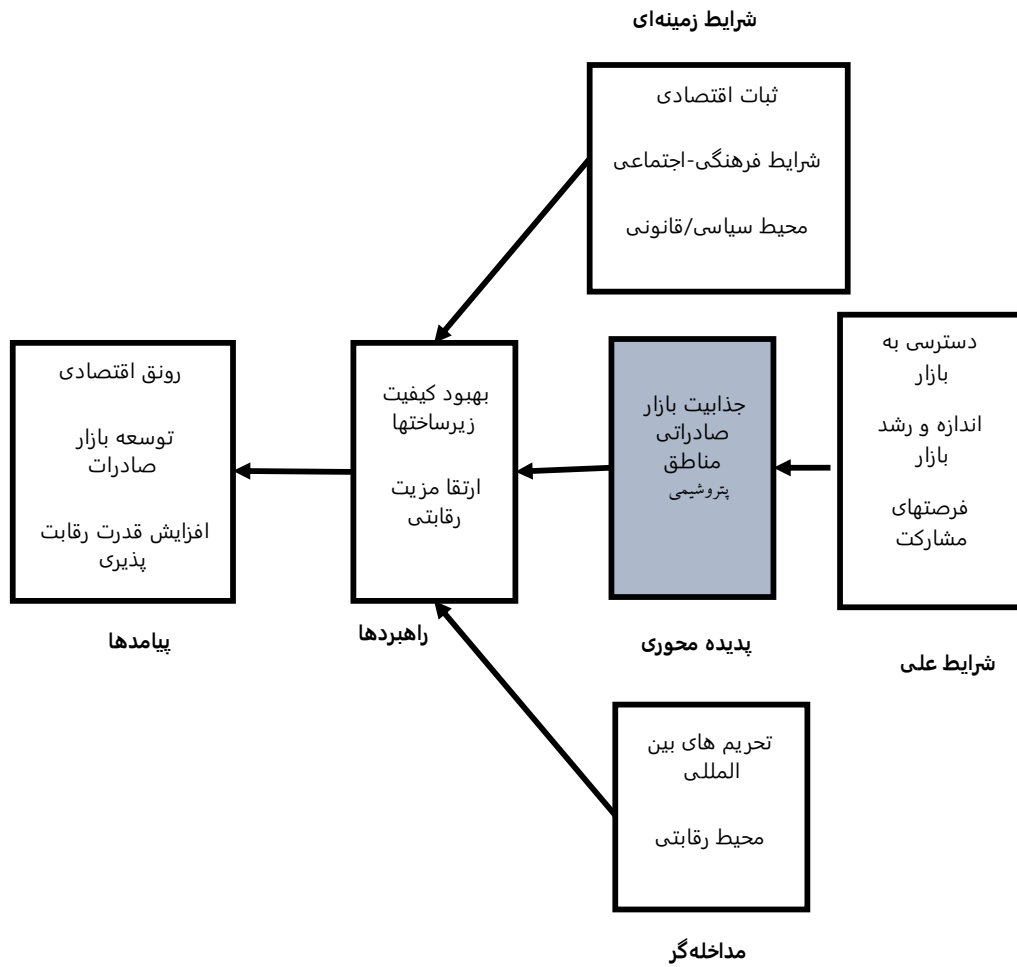 شرایط زمینه‌ای
ثبات اقتصادی
شرایط فرهنگی-اجتماعی
محیط سیاسی/قانونی
دسترسی به
بازار
اندازه و رشد
بازار
فرصتهای
مشارکت
شرایط علی
جذابیت بازار
صادراتی
مناطق
پتروشیمی
پدیده محوری
بهبود کیفیت
زیرساختها
ارتقا مزیت
رقابتی
راهبردها
رونق اقتصادی
توسعه بازار
صادرات
افزایش قدرت رقابت
پذیری
پیامدها
تحریم های بین
المللی
محیط رقابتی
مداخله‌گر